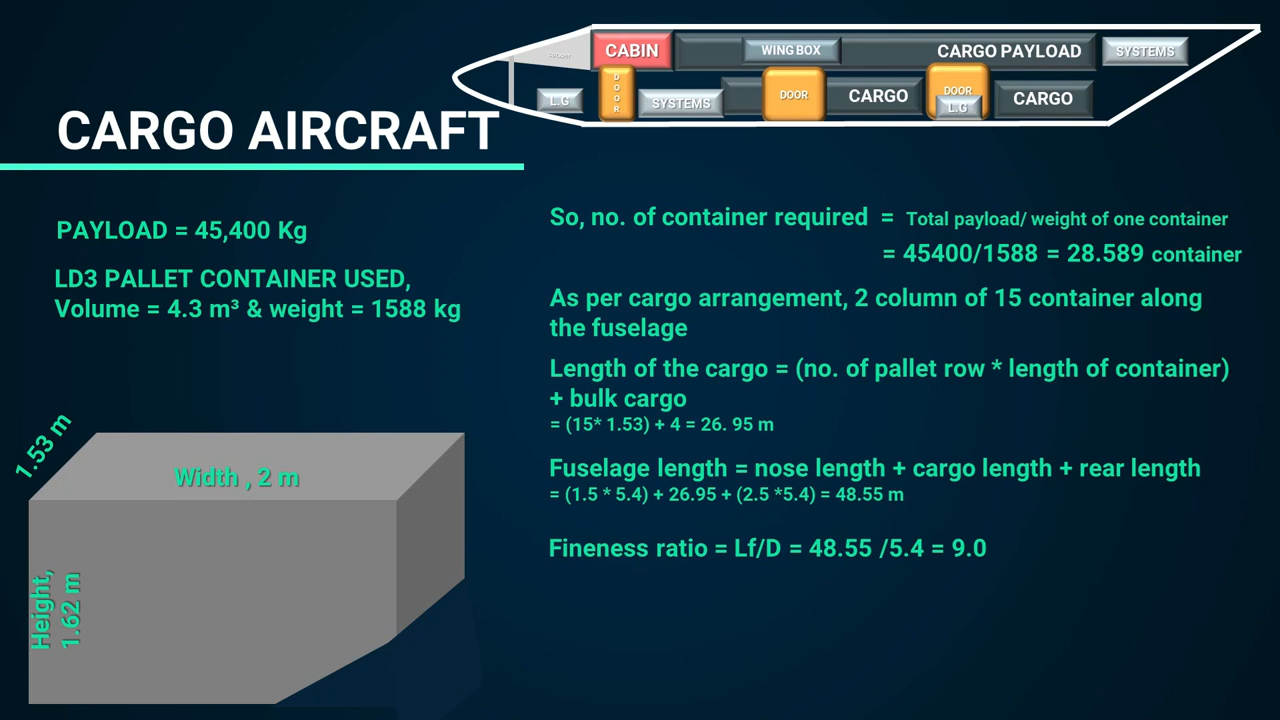 CABIN
WING BOX
CARGO PAYLOAD
SYSTEMS
L.G
DOOR
SYSTEMS
DOOR
CARGO
DOOR
L.G
CARGO
CARGO AIRCRAFT
PAYLOAD = 45,400 Kg
LD3 PALLET CONTAINER USED,
Volume = 4.3 m³ & weight = 1588 kg
1.53 m
Width , 2 m
Height,
1.62 m
So, no. of container required = Total payload/ weight of one container
= 45400/1588 = 28.589 container
As per cargo arrangement, 2 column of 15 container along
the fuselage
Length of the cargo = (no. of pallet row * length of container)
+ bulk cargo
= (15* 1.53) + 4 = 26. 95 m
Fuselage length = nose length + cargo length + rear length
= (1.5 * 5.4) + 26.95 + (2.5 *5.4) = 48.55 m
Fineness ratio = Lf/D = 48.55 /5.4 = 9.0